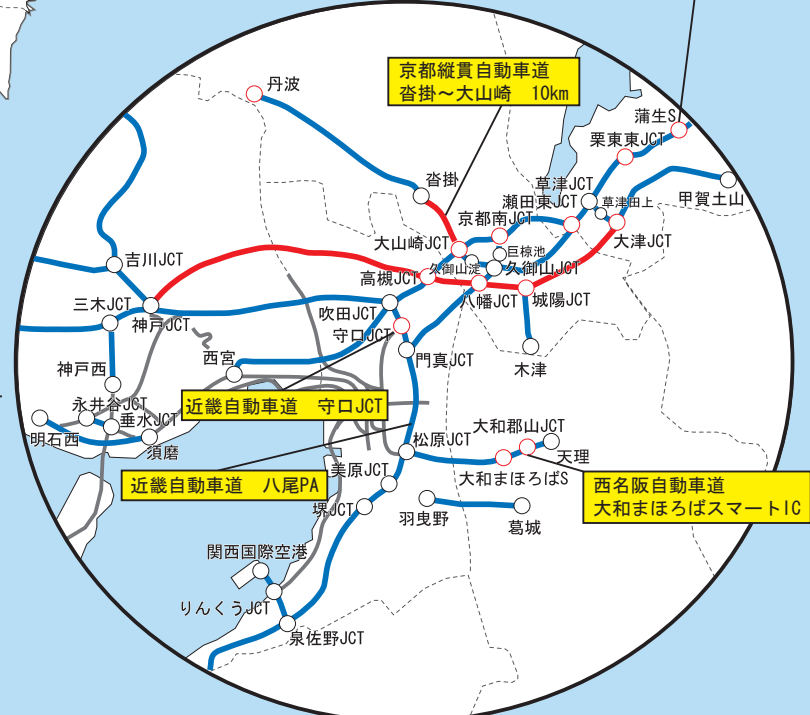 京都縦貫自動車道
沓掛～大山崎　10km
丹波
蒲生S
栗東東JCT
沓掛
草津JCT
瀬田東JCT
草津田上
甲賀土山
京都南JCT
大津JCT
大山崎JCT
巨椋池
久御山淀
久御山JCT
吉川JCT
高槻JCT
八幡JCT
城陽JCT
三木JCT
神戸JCT
吹田JCT
守口JCT
門真JCT
木津
西宮
神戸西
近畿自動車道　守口JCT
永井谷JCT
垂水JCT
明石西
須磨
松原JCT
大和郡山JCT
天理
大和まほろばS
美原JCT
近畿自動車道　八尾PA
西名阪自動車道
大和まほろばスマートIC
堺JCT
羽曳野
葛城
関西国際空港
りんくうJCT
泉佐野JCT